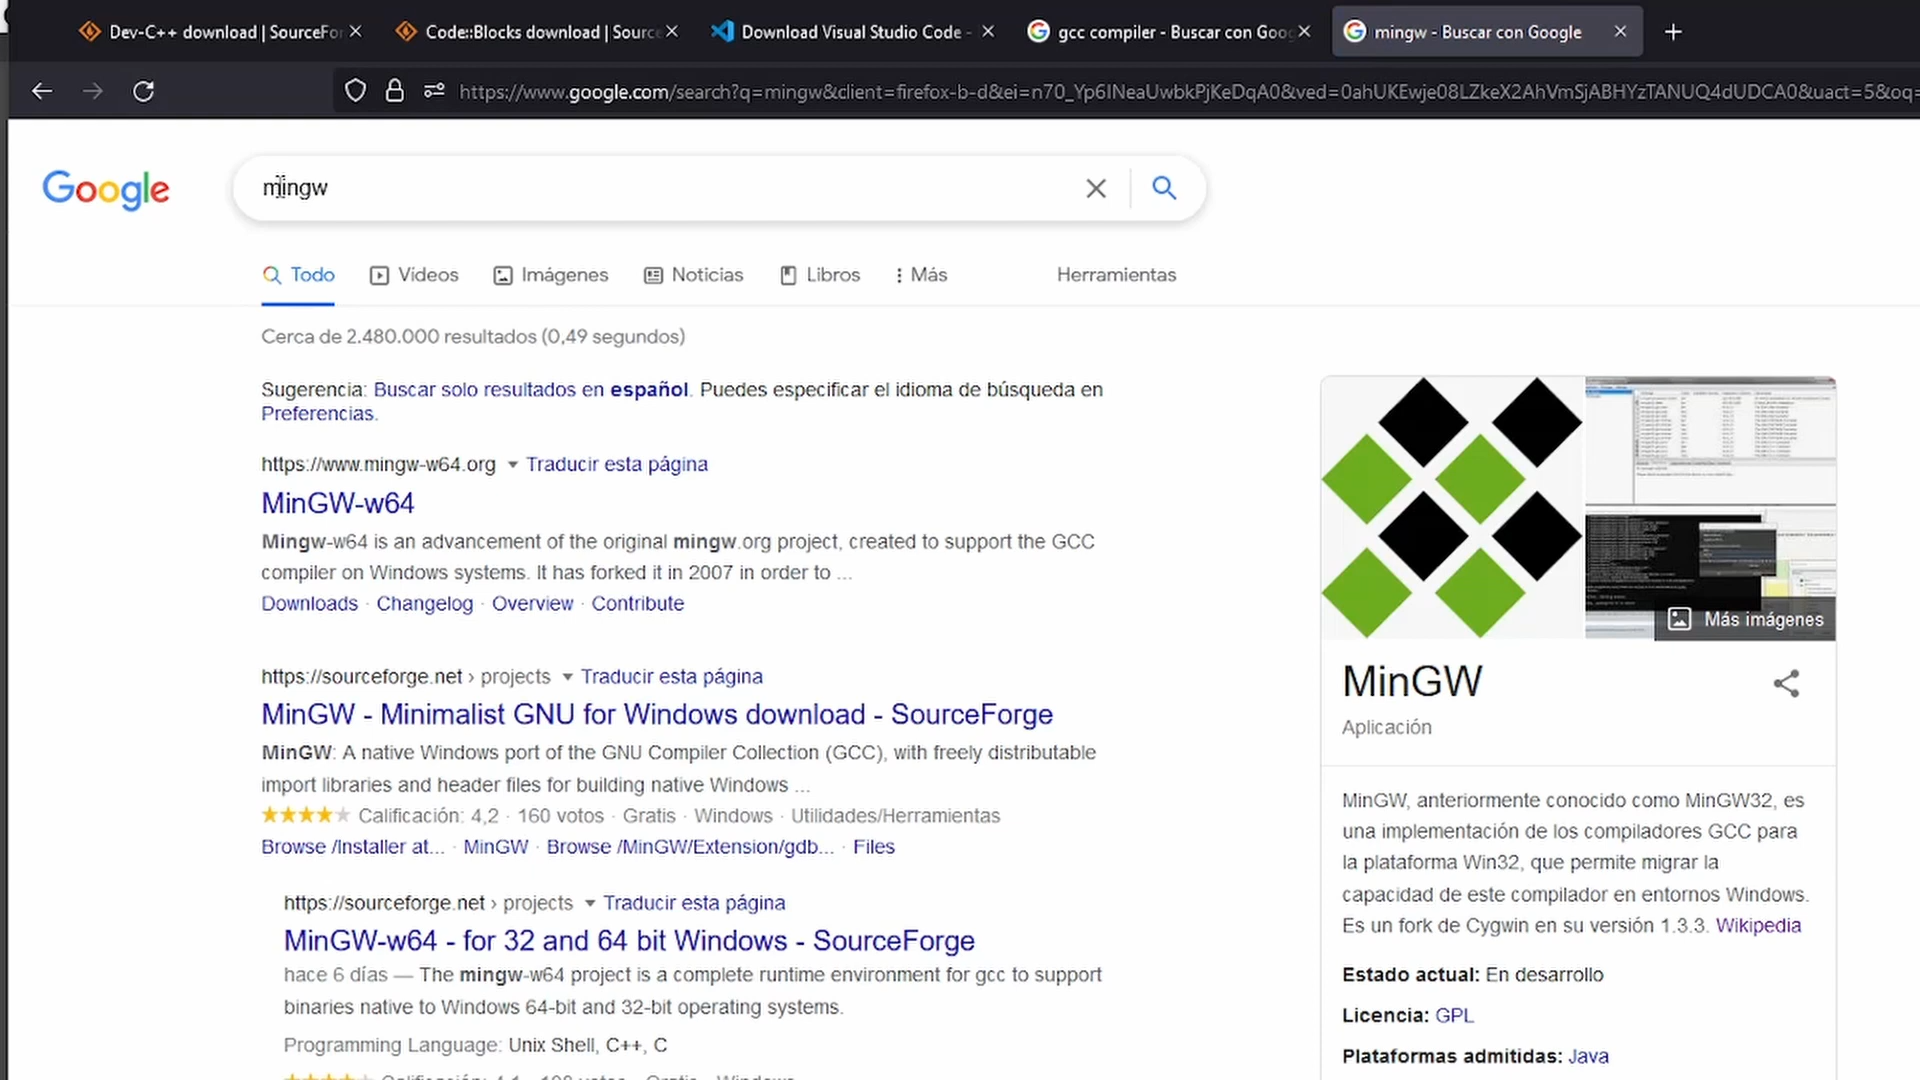 Dev-C++ download | SourceFor
Code::Blocks download | Source
Download Visual Studio Code -
gcc compiler - Buscar con Goog
mingw - Buscar con Google
https://www.google.com/search?q=mingw&client=firefox-b-d&ei=n70_Yp6INeaUwbkPjKeDqA0&ved=0ahUKEwje08LZkeX2AhVmSjABHYzTANUQ4dUDCA0&uact=5&oq=
Google
mingw
Todo
Vídeos
Imágenes
Noticias
Libros
Más
Herramientas
Cerca de 2.480.000 resultados (0,49 segundos)
Sugerencia: Buscar solo resultados en español. Puedes especificar el idioma de búsqueda en
Preferencias.
https://www.mingw-w64.org Traducir esta página
MinGW-w64
Mingw-w64 is an advancement of the original mingw.org project, created to support the GCC
compiler on Windows systems. It has forked it in 2007 in order to ...
Downloads · Changelog · Overview · Contribute
https://sourceforge.net › projects Traducir esta página
MinGW - Minimalist GNU for Windows download - SourceForge
MinGW: A native Windows port of the GNU Compiler Collection (GCC), with freely distributable
import libraries and header files for building native Windows ...
Calificación: 4,2 · 160 votos · Gratis · Windows · Utilidades/Herramientas
Browse /Installer at... · MinGW · Browse /MinGW/Extension/gdb... · Files
https://sourceforge.net › projects Traducir esta página
MinGW-w64 - for 32 and 64 bit Windows - SourceForge
hace 6 días — The mingw-w64 project is a complete runtime environment for gcc to support
binaries native to Windows 64-bit and 32-bit operating systems.
Programming Language: Unix Shell, C++, C
Más imágenes
MinGW
Aplicación
MinGW, anteriormente conocido como MinGW32, es
una implementación de los compiladores GCC para
la plataforma Win32, que permite migrar la
capacidad de este compilador en entornos Windows.
Es un fork de Cygwin en su versión 1.3.3. Wikipedia
Estado actual: En desarrollo
Licencia: GPL
Plataformas admitidas: Java